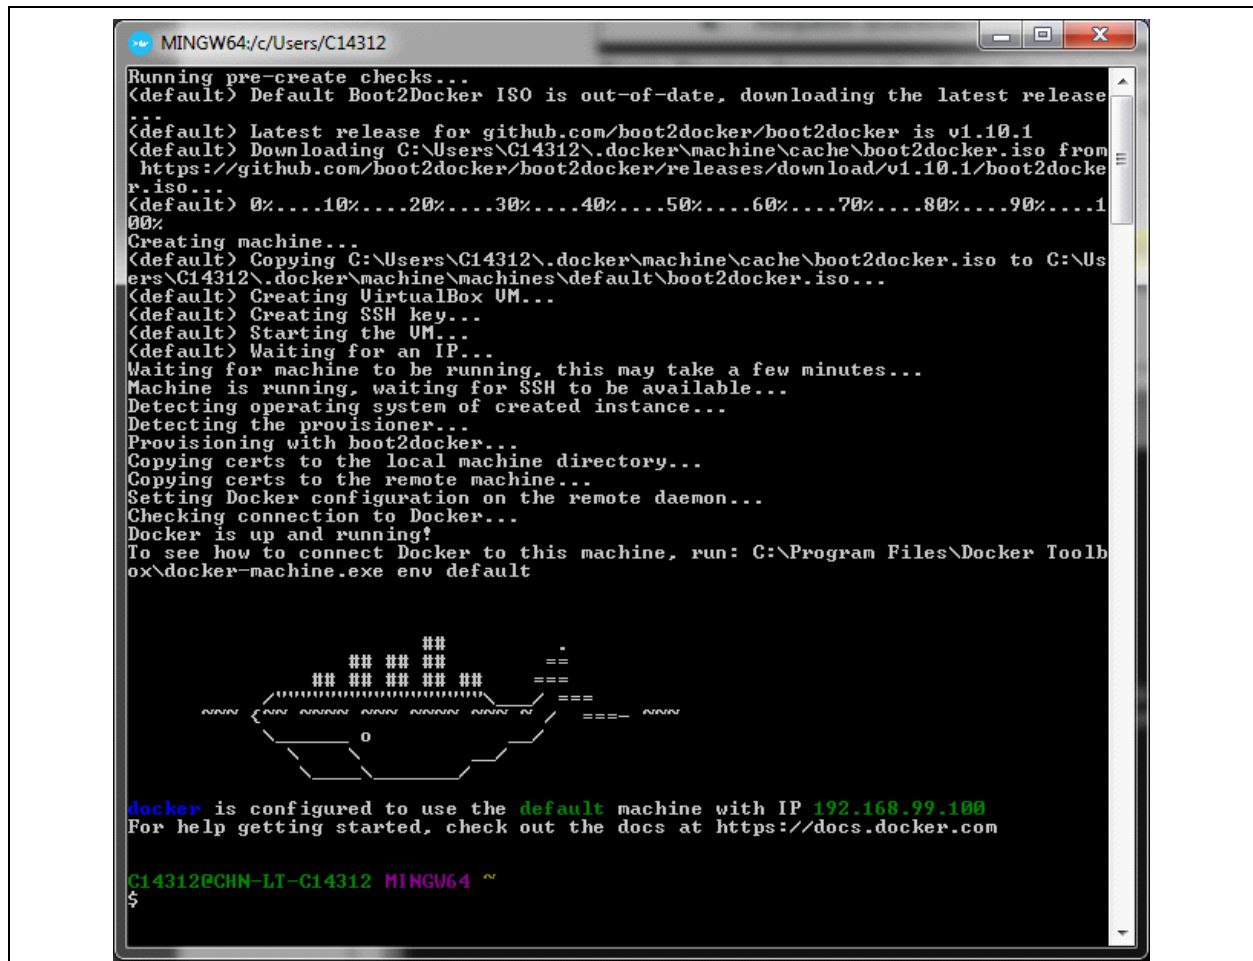 MINGW64:/c/Users/C14312
Running pre-create checks...
(default) Default Boot2Docker ISO is out-of-date, downloading the latest release
...
(default) Latest release for github.com/boot2docker/boot2docker is v1.10.1
(default) Downloading C:\Users\C14312\.docker\machine\cache\boot2docker.iso from
 https://github.com/boot2docker/boot2docker/releases/download/v1.10.1/boot2docke
r.iso...
(default) 0%....10%....20%....30%....40%....50%....60%....70%....80%....90%....1
00%
Creating machine...
(default) Copying C:\Users\C14312\.docker\machine\cache\boot2docker.iso to C:\Us
ers\C14312\.docker\machine\machines\default\boot2docker.iso...
(default) Creating VirtualBox VM...
(default) Creating SSH key...
(default) Starting the VM...
(default) Waiting for an IP...
Waiting for machine to be running, this may take a few minutes...
Machine is running, waiting for SSH to be available...
Detecting operating system of created instance...
Detecting the provisioner...
Provisioning with boot2docker...
Copying certs to the local machine directory...
Copying certs to the remote machine...
Setting Docker configuration on the remote daemon...
Checking connection to Docker...
Docker is up and running!
To see how to connect Docker to this machine, run: C:\Program Files\Docker Toolb
ox\docker-machine.exe env default
                                ##            .
                        ## ## ##           ==
                    ## ## ## ## ##      ===
               /"""""""""""""""""\___/ ===
        ~~~ {~~ ~~~~ ~~~ ~~~~ ~~~ ~ /  ===- ~~~
               \______ o           __/
                 \    \         __/
                  \____\_______/
docker is configured to use the default machine with IP 192.168.99.100
For help getting started, check out the docs at https://docs.docker.com
C14312@CHN-LT-C14312 MINGW64 ~
$